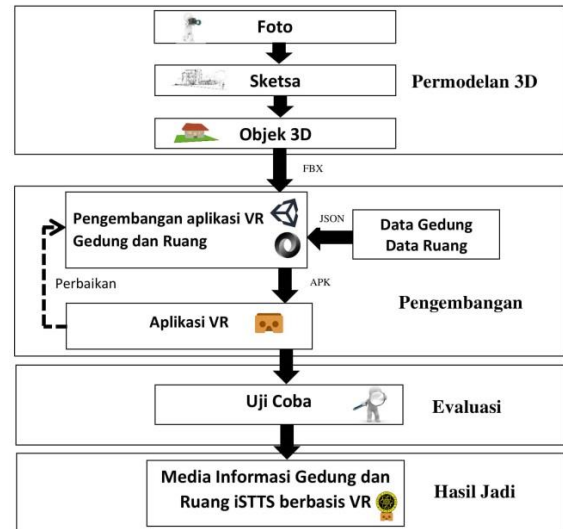 Foto
Sketsa
Permodelan 3D
Objek 3D
FBX
Pengembangan aplikasi VR
Gedung dan Ruang
JSON
Data Gedung
Data Ruang
Perbaikan
APK
Pengembangan
Aplikasi VR
Uji Coba
Evaluasi
Media Informasi Gedung dan
Ruang iSTTS berbasis VR
Hasil Jadi